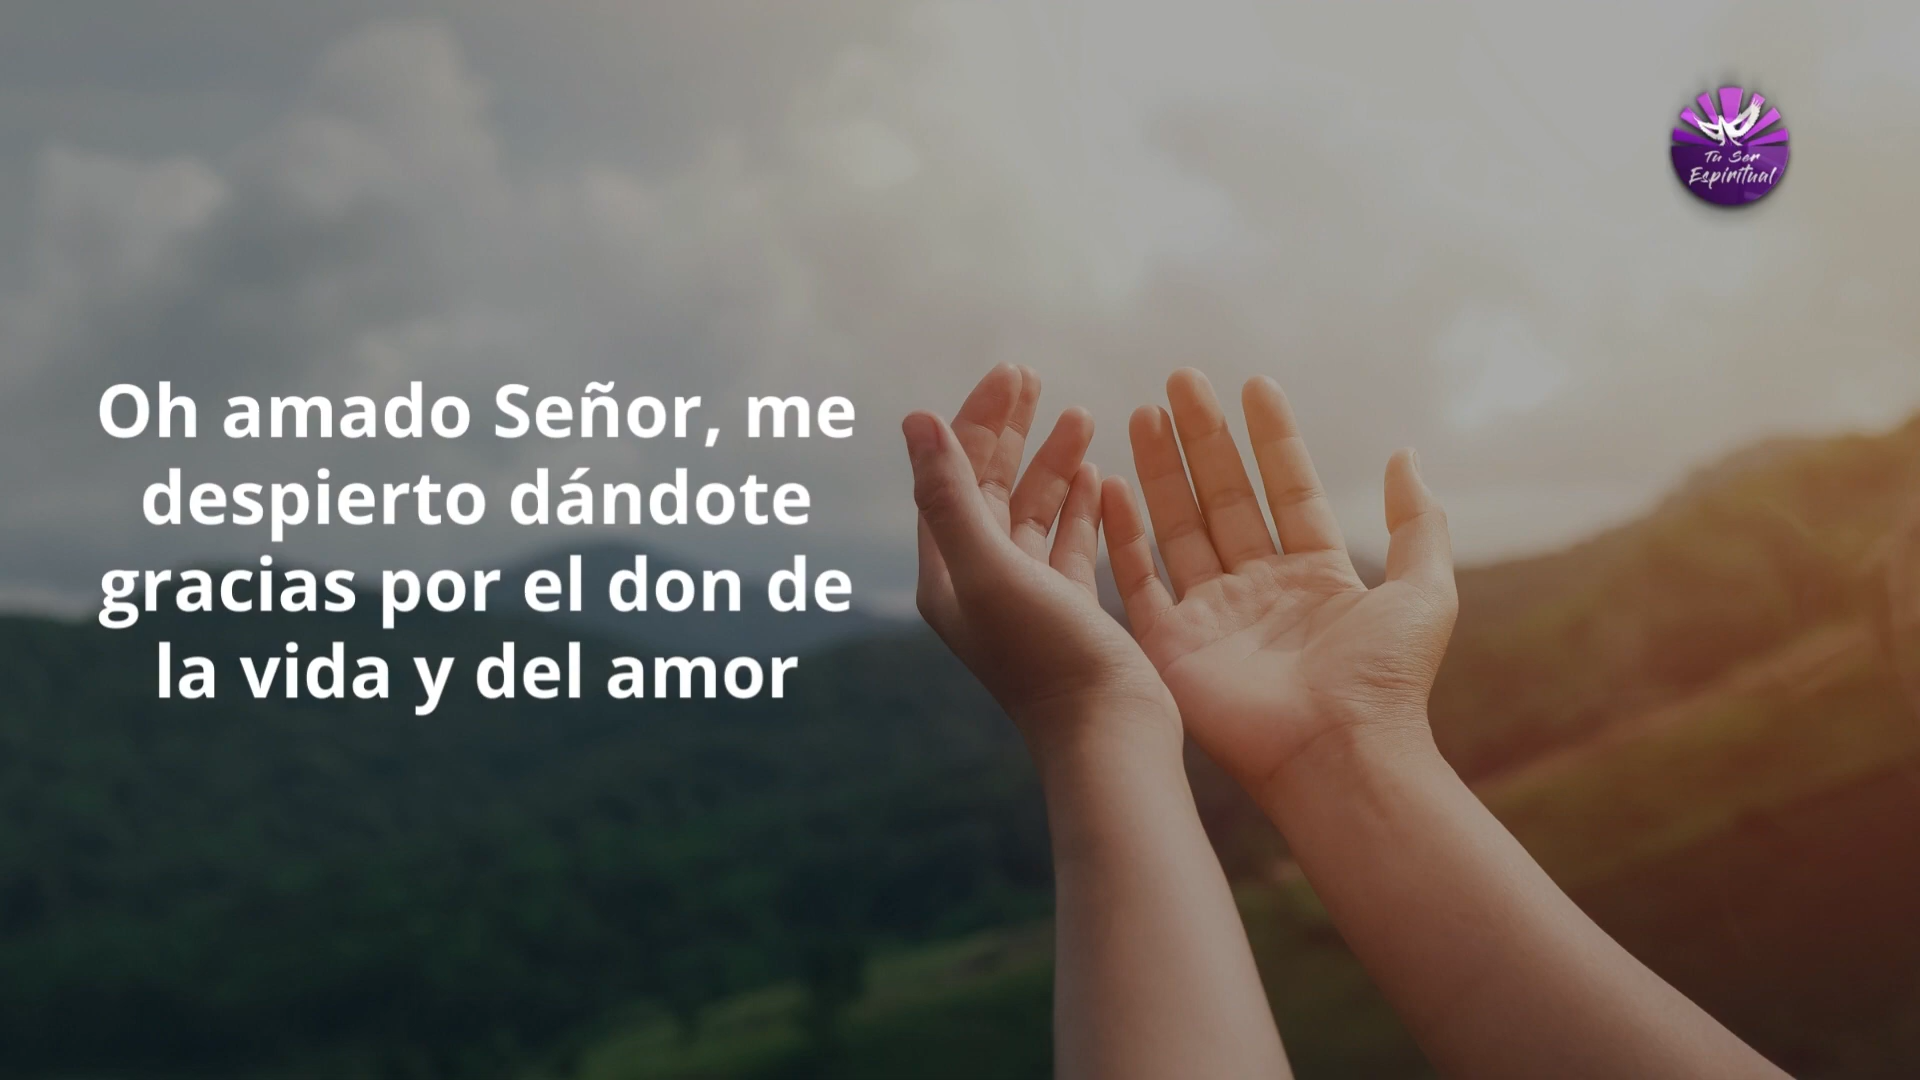 Tu Ser
Espiritual
Oh amado Señor, me
despierto dándote
gracias por el don de
la vida y del amor